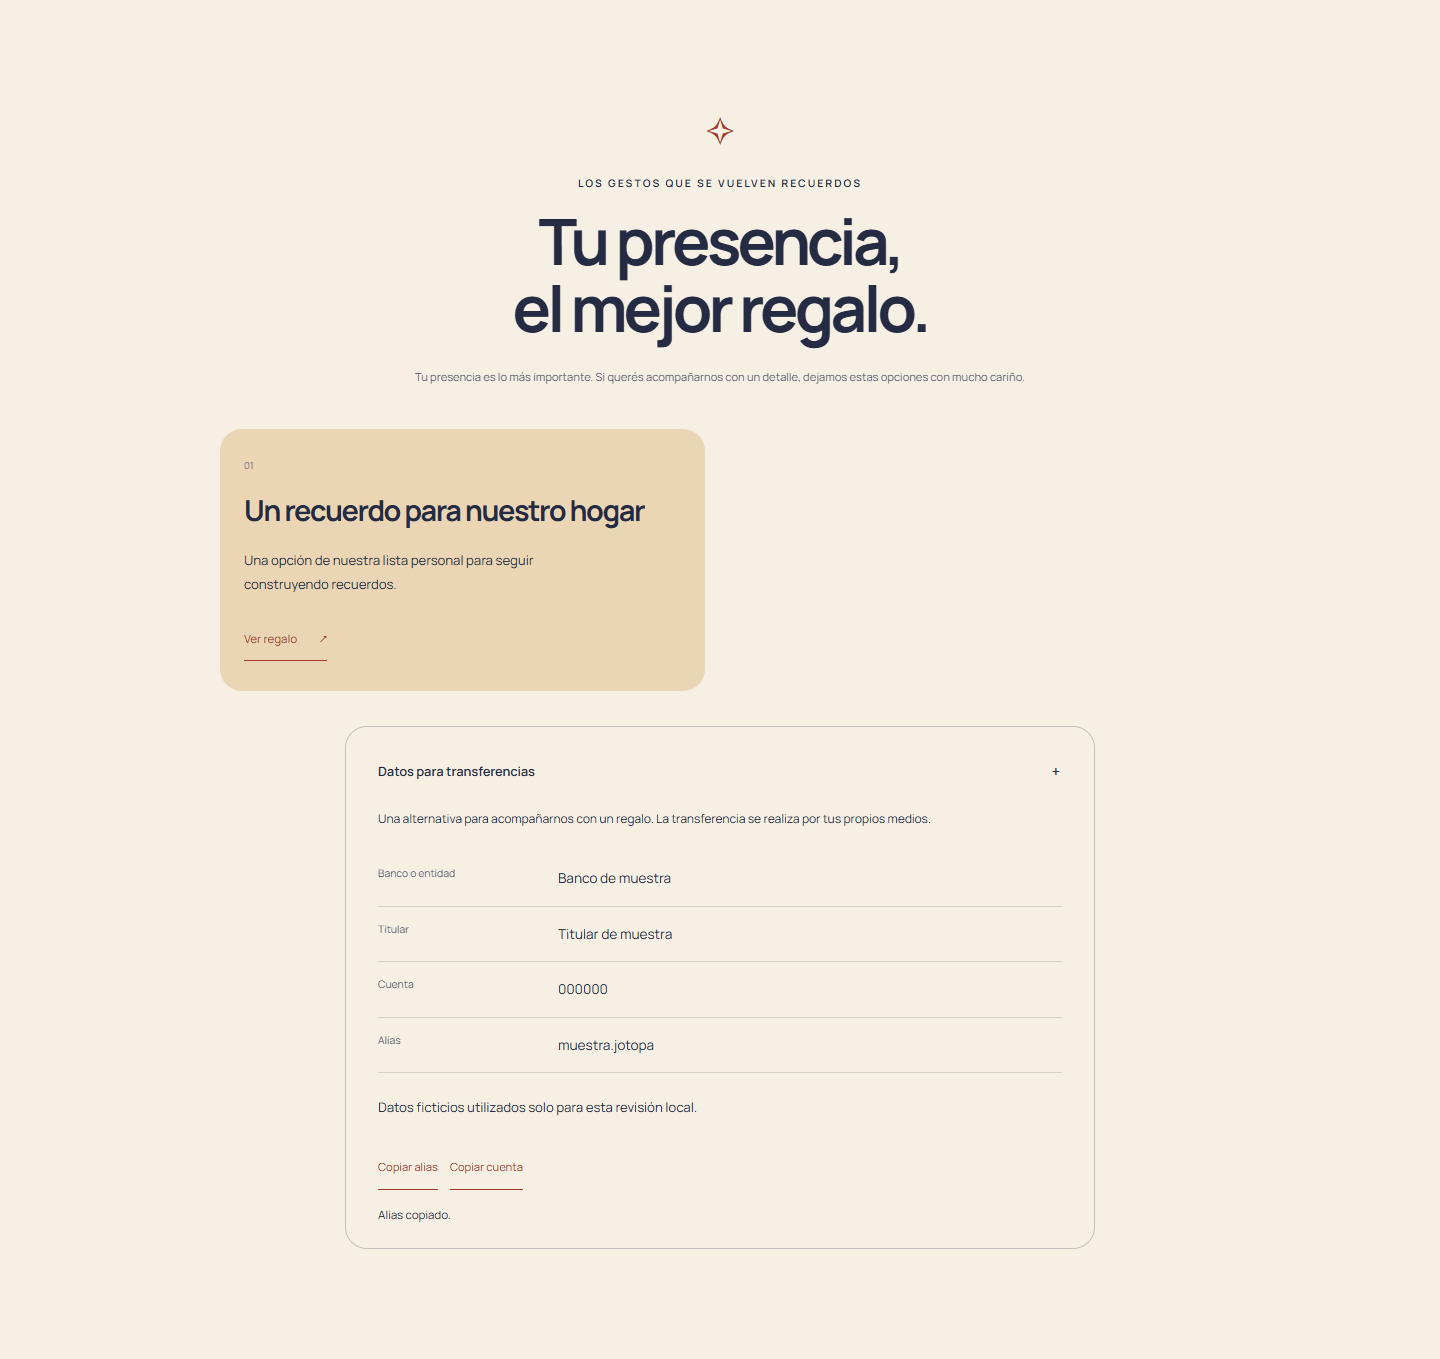 LOS GESTOS QUE SE VUELVEN RECUERDOS
Tu presencia,
el mejor regalo.
Tu presencia es lo más importante. Si querés acompañarnos con un detalle, dejamos estas opciones con mucho cariño.
01
Un recuerdo para nuestro hogar
Una opción de nuestra lista personal para seguir
construyendo recuerdos.
Ver regalo ↗
Datos para transferencias +
Una alternativa para acompañarnos con un regalo. La transferencia se realiza por tus propios medios.
Banco o entidad Banco de muestra
Titular Titular de muestra
Cuenta 000000
Alias muestra.jotopa
Datos ficticios utilizados solo para esta revisión local.
Copiar alias Copiar cuenta
Alias copiado.